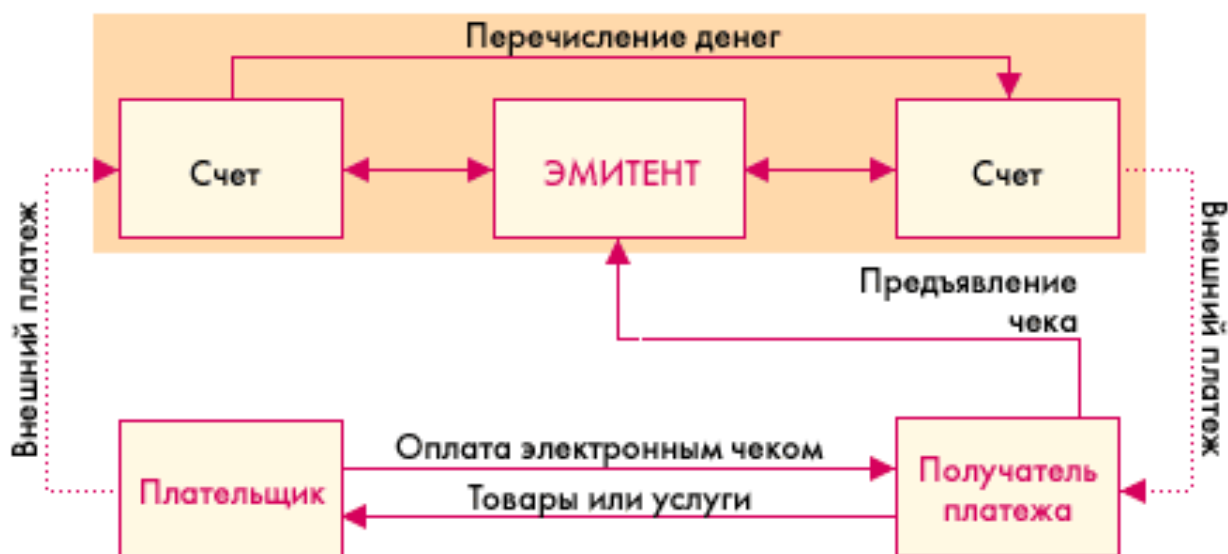 Перечисление денег
Счет
ЭМИТЕНТ
Счет
Внешний платеж
Внешний платеж
Предъявление
чека
Плательщик
Оплата электронным чеком
Товары или услуги
Получатель
платежа